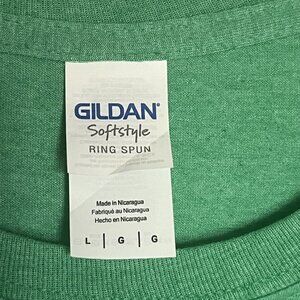 GILDAN®
Softstyle
RING SPUN
Made in Nicaragua
Fabriqué au Nicaragua
Hecho en Nicaragua
L | G | G